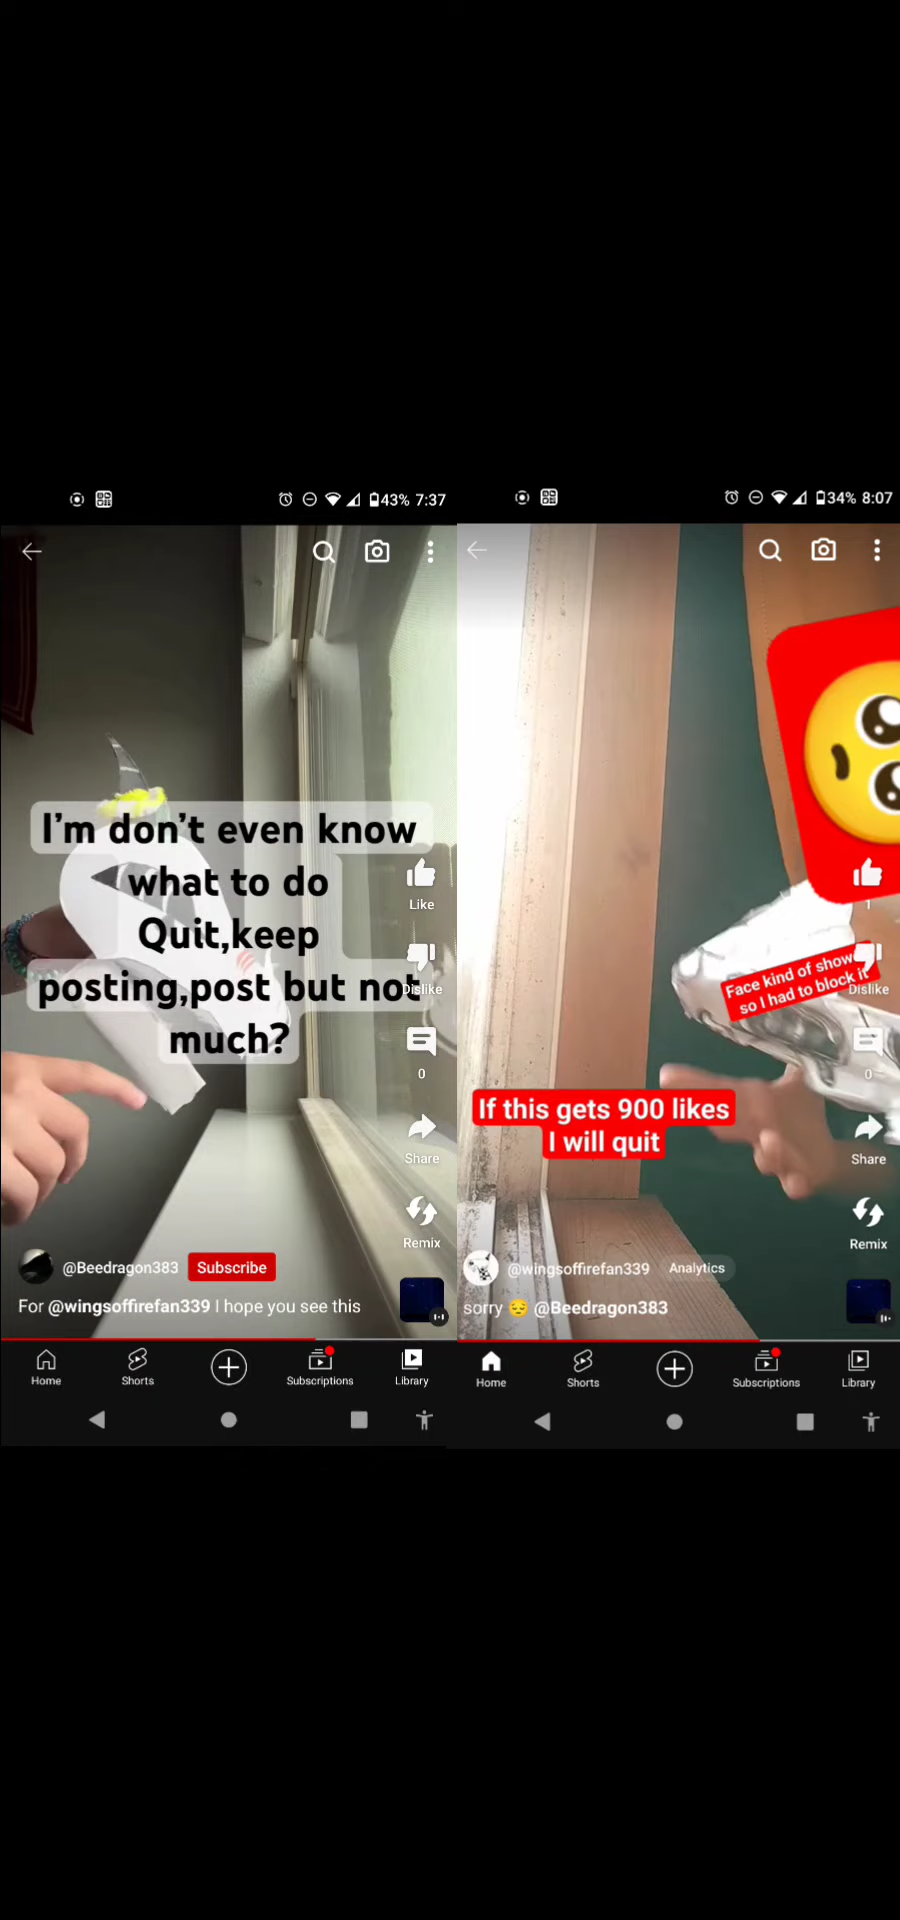 43% 7:37
I'm don't even know
what to do
Quit,keep
posting,post but not
much?
Like
Dislike
0
Share
Remix
@Beedragon383 Subscribe
For @wingsoffirefan339 I hope you see this
Home Shorts Subscriptions Library
34% 8:07
Face kind of show
so I had to block it
1
Dislike
0
If this gets 900 likes
I will quit
Share
Remix
@wingsoffirefan339 Analytics
sorry 😔 @Beedragon383
Home Shorts Subscriptions Library